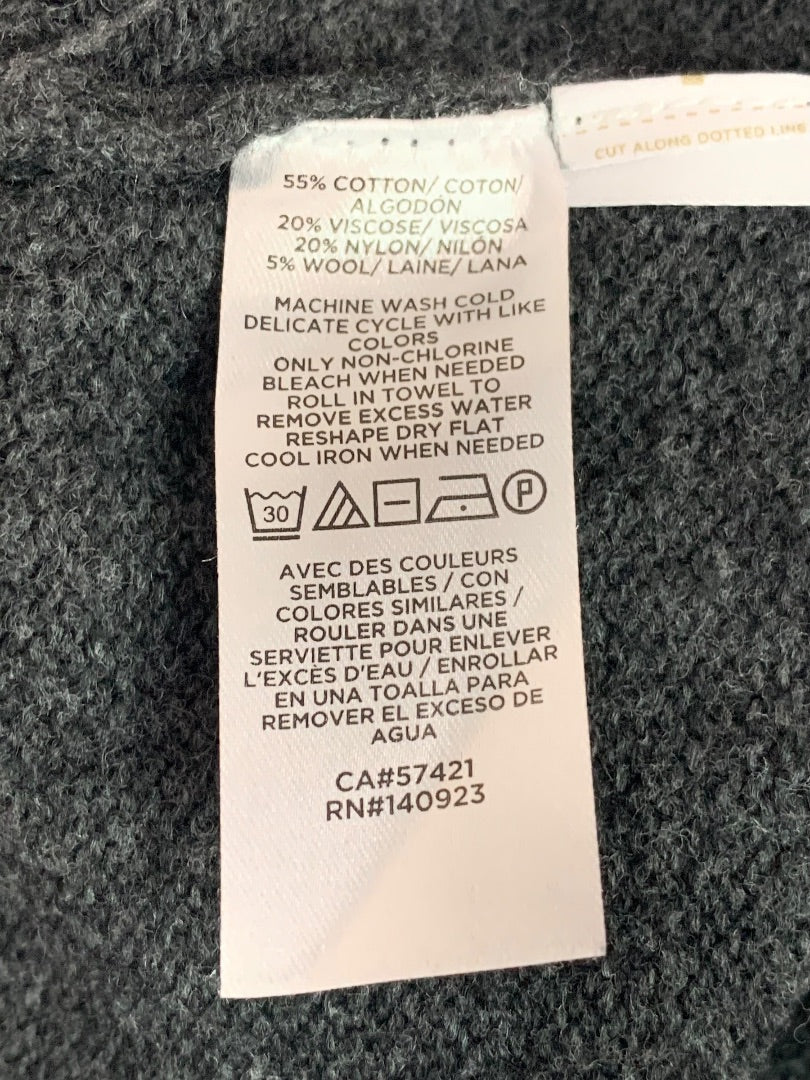 CUT ALONG DOTTED LINE
55% COTTON/ COTON/
ALGODÓN
20% VISCOSE/ VISCOSA
20% NYLON/ NILÓN
5% WOOL/ LAINE/ LANA
MACHINE WASH COLD
DELICATE CYCLE WITH LIKE
COLORS
ONLY NON-CHLORINE
BLEACH WHEN NEEDED
ROLL IN TOWEL TO
REMOVE EXCESS WATER
RESHAPE DRY FLAT
COOL IRON WHEN NEEDED
30 P
AVEC DES COULEURS
SEMBLABLES / CON
COLORES SIMILARES /
ROULER DANS UNE
SERVIETTE POUR ENLEVER
L'EXCÈS D'EAU / ENROLLAR
EN UNA TOALLA PARA
REMOVER EL EXCESO DE
AGUA
CA#57421
RN#140923